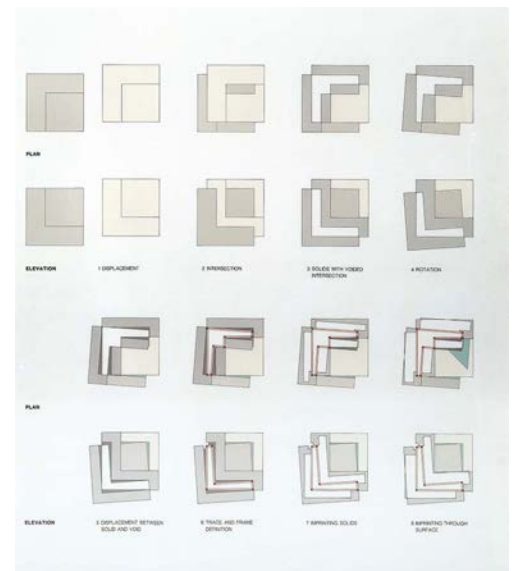 PLAN
ELEVATION
1 DISPLACEMENT
2 INTERSECTION
3 SOLIDS WITH VOIDED
INTERSECTION
4 ROTATION
PLAN
ELEVATION
5 DISPLACEMENT BETWEEN
SOLID AND VOID
6 TRACE AND FRAME
DEFINITION
7 IMPRINTING SOLIDS
8 IMPRINTING THROUGH
SURFACE